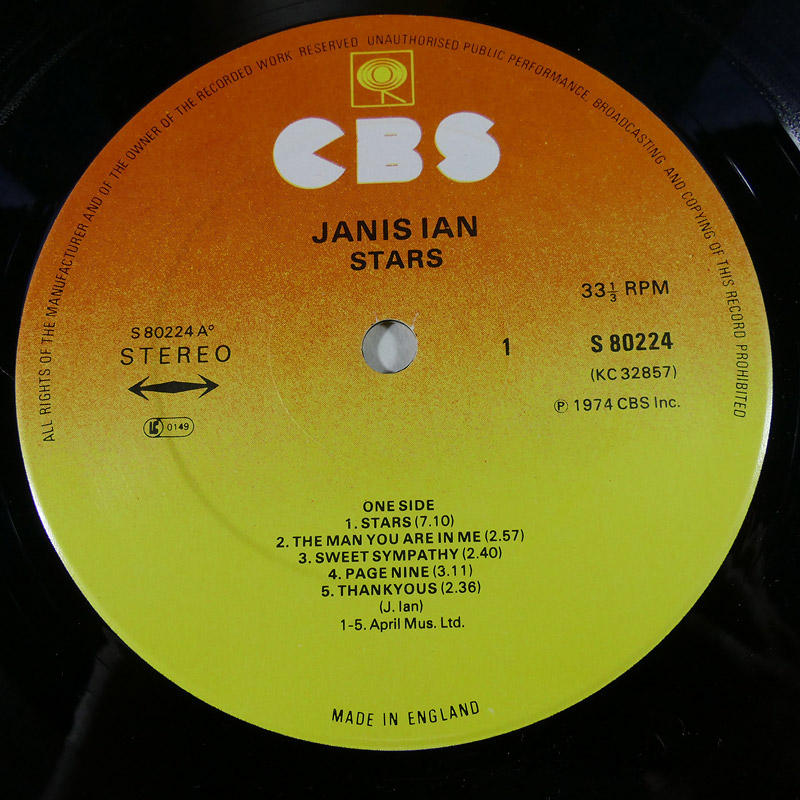 ALL RIGHTS OF THE MANUFACTURER AND OF THE OWNER OF THE RECORDED WORK RESERVED UNAUTHORISED PUBLIC PERFORMANCE, BROADCASTING AND COPYING OF THIS RECORD PROHIBITED
CBS
JANIS IAN
STARS
33⅓ RPM
S 80224 A°
STEREO
LC 0149
1
S 80224
(KC 32857)
℗ 1974 CBS Inc.
ONE SIDE
1. STARS (7.10)
2. THE MAN YOU ARE IN ME (2.57)
3. SWEET SYMPATHY (2.40)
4. PAGE NINE (3.11)
5. THANKYOUS (2.36)
(J. Ian)
1-5. April Mus. Ltd.
MADE IN ENGLAND